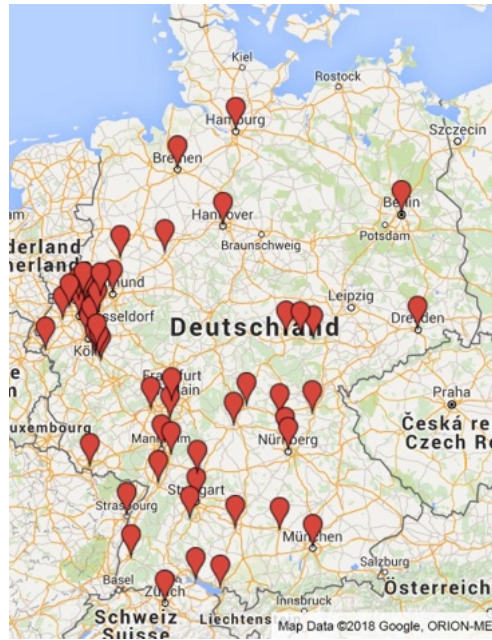 Kiel
Rostock
Hamburg
Szczecin
Bremen
Berlin
Hannover
Potsdam
Braunschweig
derland
herland
mund
Leipzig
sseldorf
Deutschland
Dresden
Köln
Frankfurt
Main
Praha
uxembourg
Česká re
Czech Re
Mannheim
Nürnberg
Strasbourg
Stuttgart
München
Salzburg
Basel
Zürich
Österreich
Innsbruck
Schweiz
Liechtens
Suisse
Map Data ©2018 Google, ORION-ME